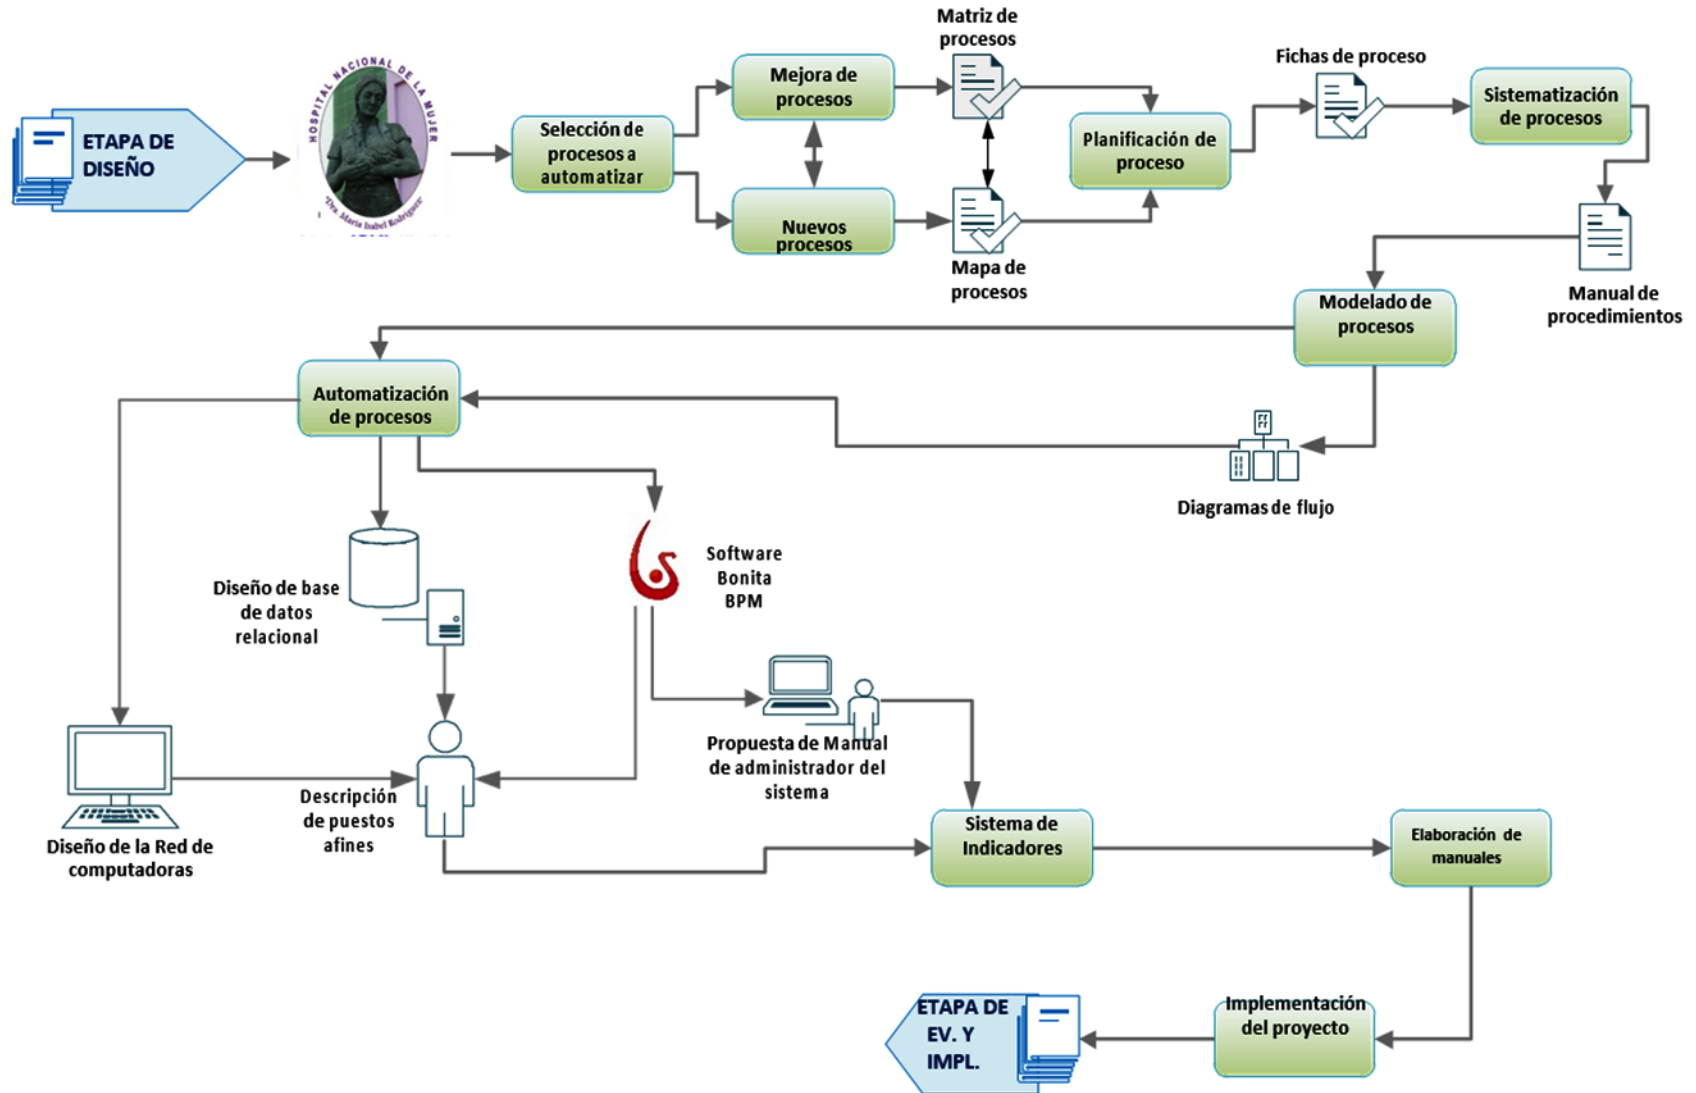 ETAPA DE
DISEÑO
HOSPITAL NACIONAL DE LA MUJER
"Dra. María Isabel Rodríguez"
Selección de
procesos a
automatizar
Mejora de
procesos
Nuevos
procesos
Matriz de
procesos
Mapa de
procesos
Planificación de
proceso
Fichas de proceso
Sistematización
de procesos
Manual de
procedimientos
Modelado de
procesos
Diagramas de flujo
Automatización
de procesos
Diseño de base
de datos
relacional
Software
Bonita
BPM
Propuesta de Manual
de administrador del
sistema
Descripción
de puestos
afines
Diseño de la Red de
computadoras
Sistema de
Indicadores
Elaboración de
manuales
Implementación
del proyecto
ETAPA DE
EV. Y
IMPL.